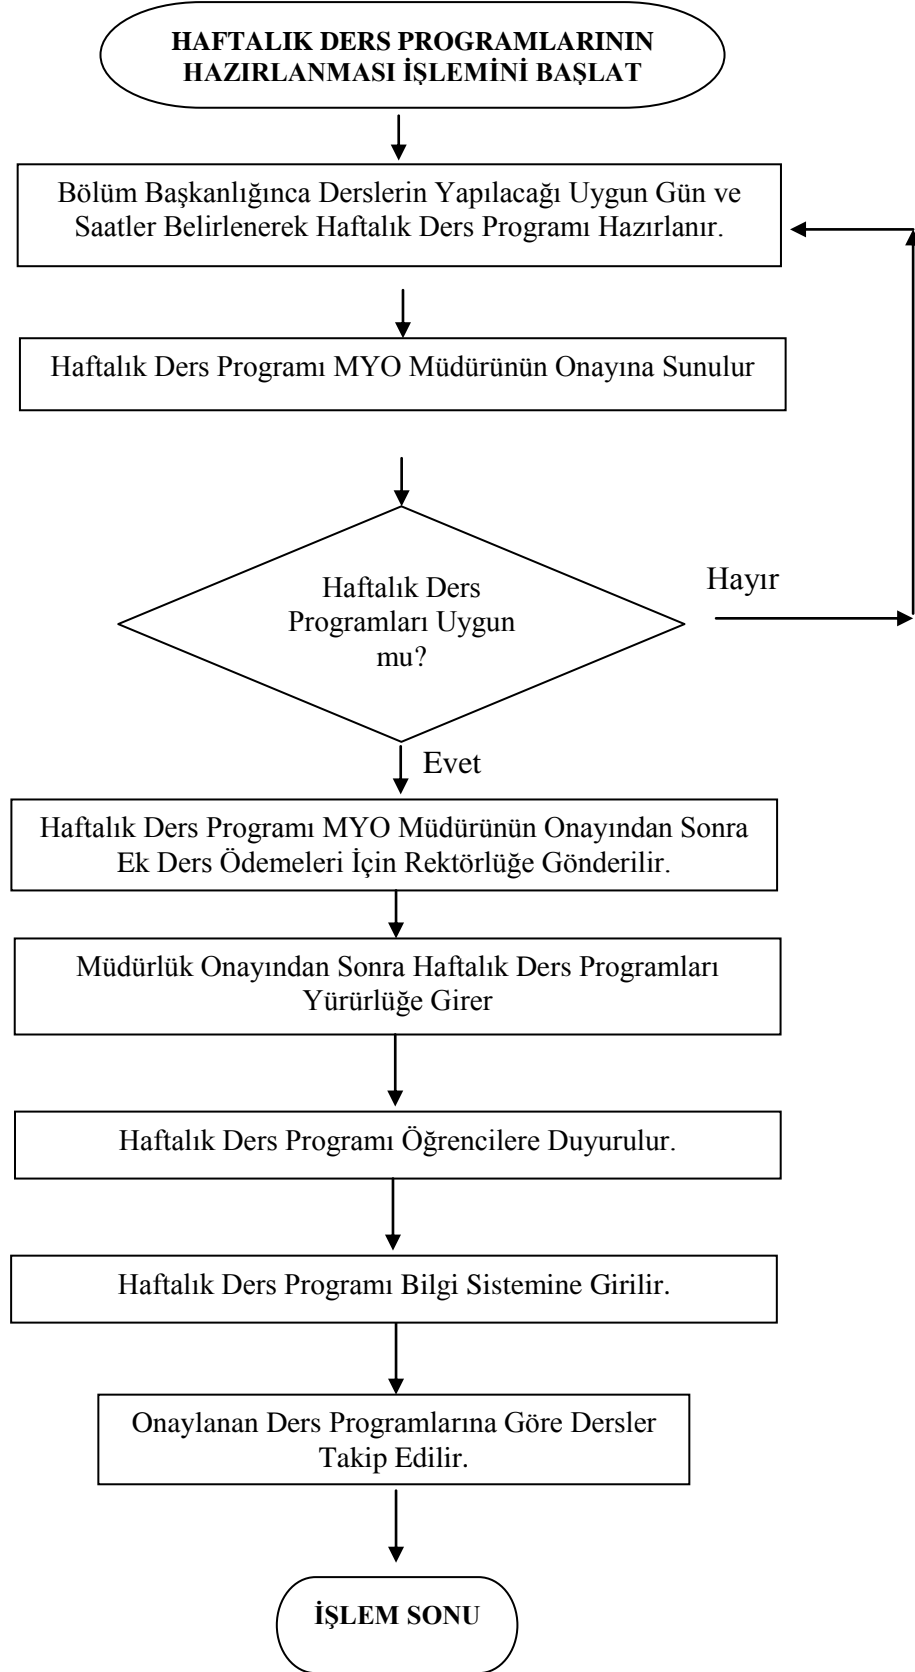 HAFTALIK DERS PROGRAMLARININ
HAZIRLANMASI İŞLEMİNİ BAŞLAT
Bölüm Başkanlığınca Derslerin Yapılacağı Uygun Gün ve
Saatler Belirlenerek Haftalık Ders Programı Hazırlanır.
Haftalık Ders Programı MYO Müdürünün Onayına Sunulur
Haftalık Ders
Programları Uygun
mu?
Hayır
Evet
Haftalık Ders Programı MYO Müdürünün Onayından Sonra
Ek Ders Ödemeleri İçin Rektörlüğe Gönderilir.
Müdürlük Onayından Sonra Haftalık Ders Programları
Yürürlüğe Girer
Haftalık Ders Programı Öğrencilere Duyurulur.
Haftalık Ders Programı Bilgi Sistemine Girilir.
Onaylanan Ders Programlarına Göre Dersler
Takip Edilir.
İŞLEM SONU